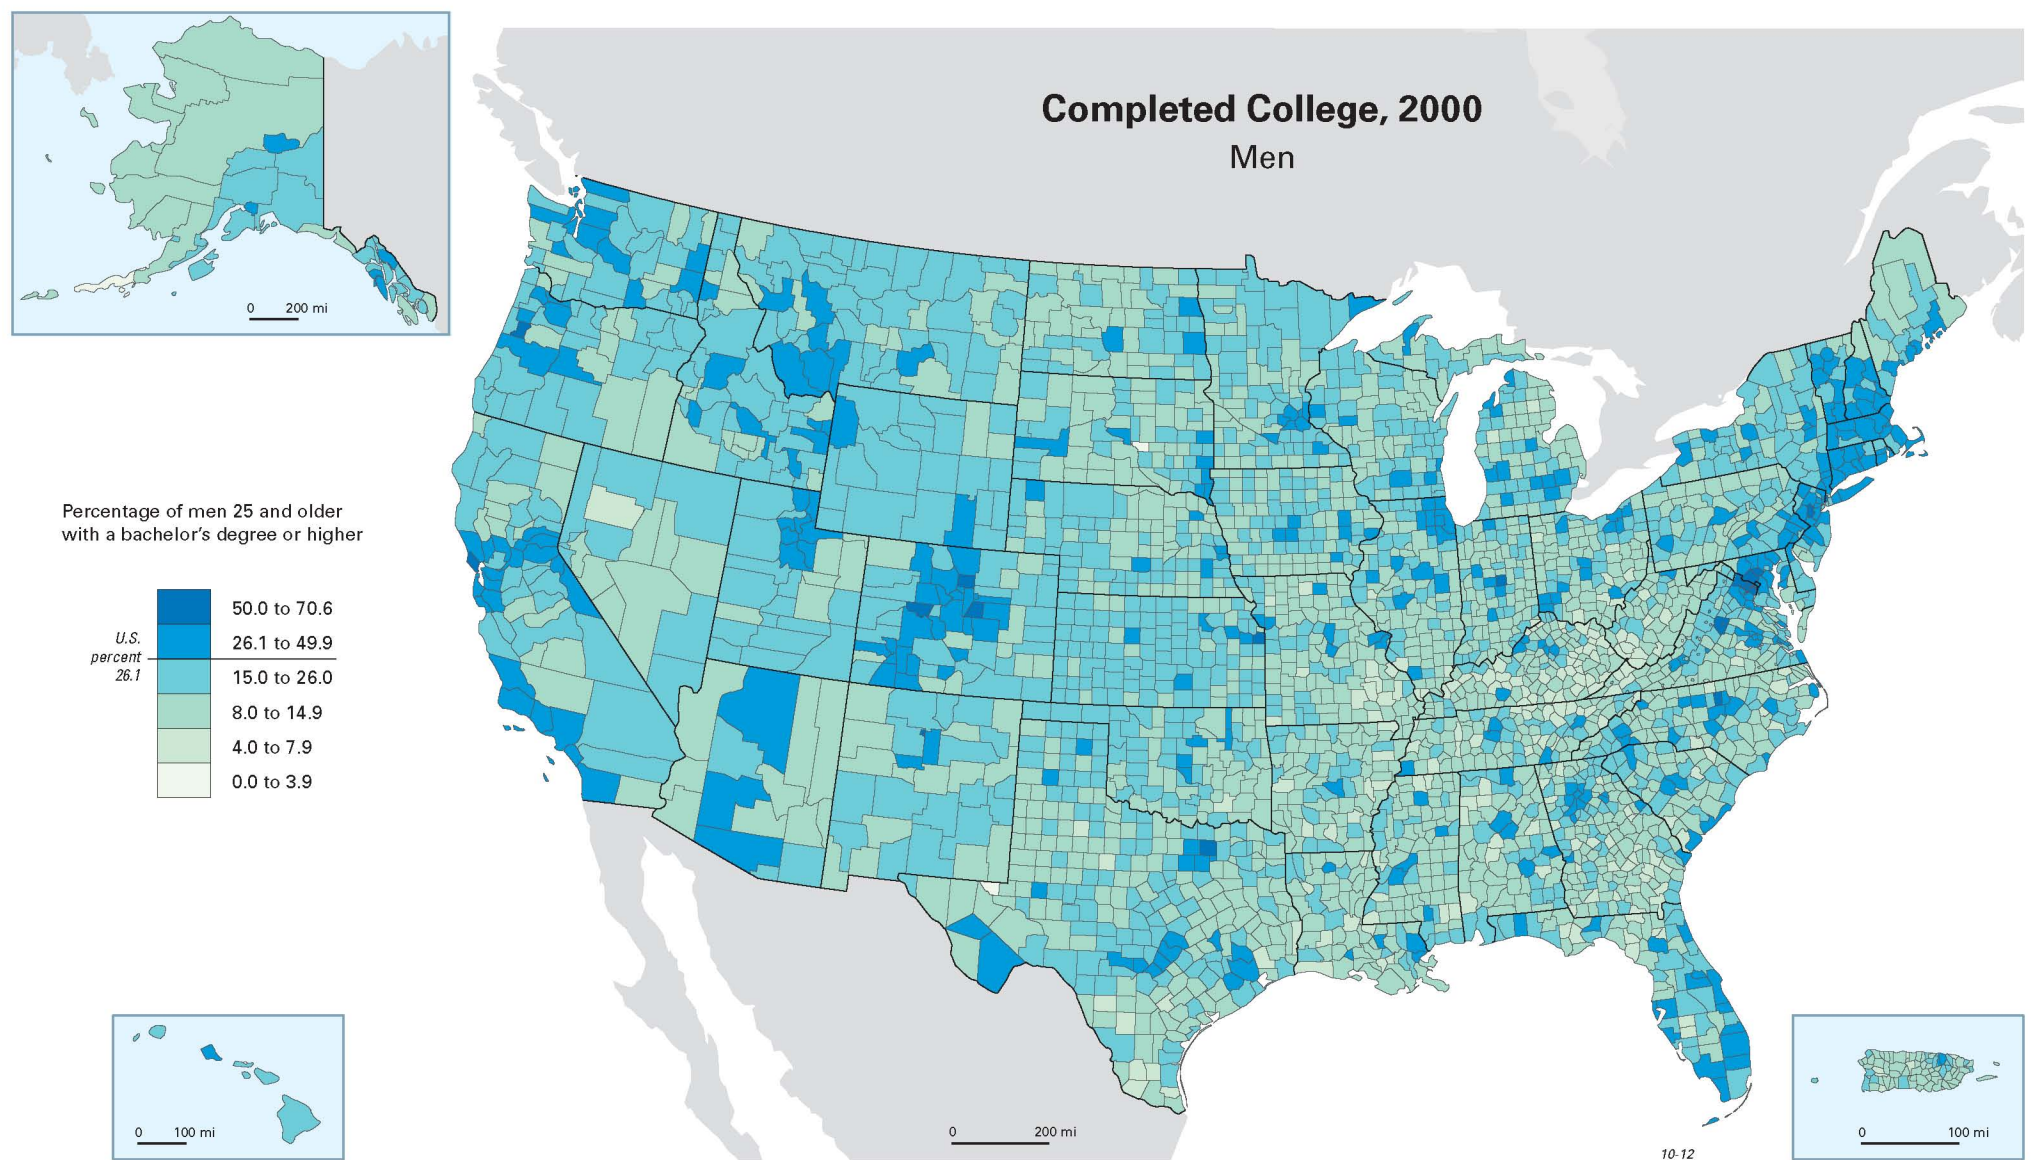 Completed College, 2000
Men
0 200 mi
Percentage of men 25 and older
with a bachelor's degree or higher
U.S.
percent
26.1
50.0 to 70.6
26.1 to 49.9
15.0 to 26.0
8.0 to 14.9
4.0 to 7.9
0.0 to 3.9
0 100 mi
0 200 mi
0 100 mi
10-12